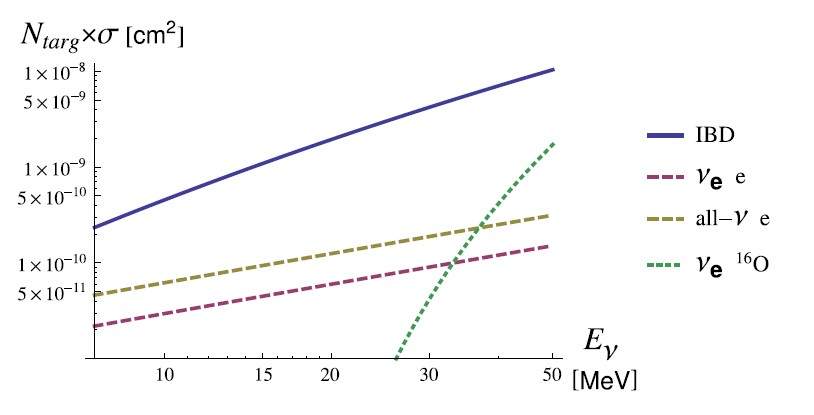 N_targ×σ [cm²]
1×10⁻⁸
5×10⁻⁹
1×10⁻⁹
5×10⁻¹⁰
1×10⁻¹⁰
5×10⁻¹¹
10 15 20 30 50
E_ν
[MeV]
IBD
ν_e e
all–ν e
ν_e ¹⁶O